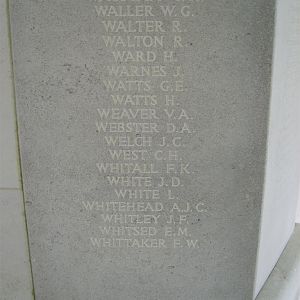 WALLER W. G.
WALTER R.
WALTON R.
WARD H.
WARNES J.
WATTS G.E.
WATTS H.
WEAVER V.A.
WEBSTER D.A.
WELCH J.C.
WEST C.H.
WHITALL F.K.
WHITE J.D.
WHITE L.
WHITEHEAD A.J.C.
WHITLEY J.F.
WHITSED E.M.
WHITTAKER E.W.